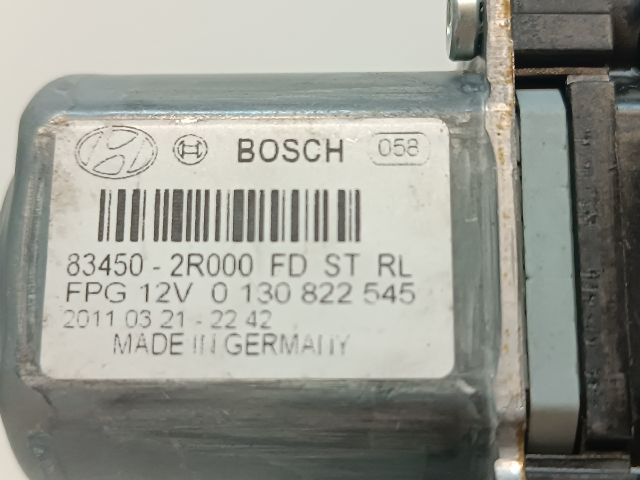 BOSCH 058
83450 - 2R000 FD ST RL
FPG 12V 0 130 822 545
2011 03 21 - 22 42
MADE IN GERMANY